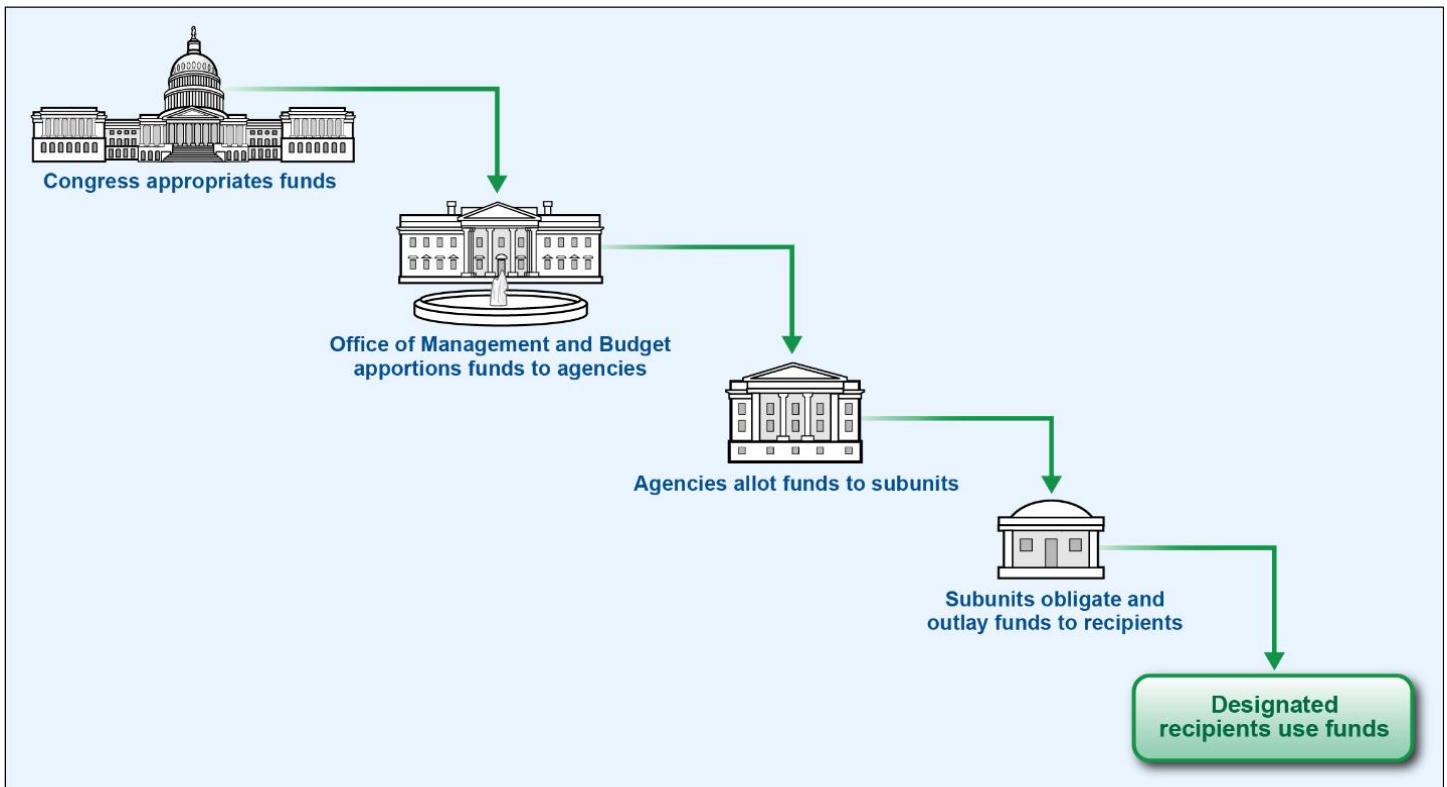 Congress appropriates funds
Office of Management and Budget
apportions funds to agencies
Agencies allot funds to subunits
Subunits obligate and
outlay funds to recipients
Designated
recipients use funds